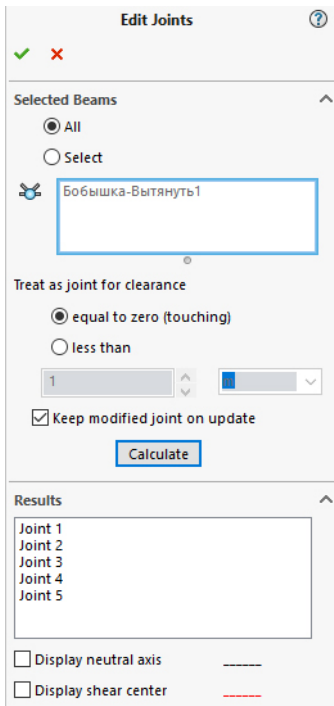 Edit Joints
Selected Beams
All
Select
Бобышка-Вытянуть1
Treat as joint for clearance
equal to zero (touching)
less than
1 m
Keep modified joint on update
Calculate
Results
Joint 1
Joint 2
Joint 3
Joint 4
Joint 5
Display neutral axis
Display shear center